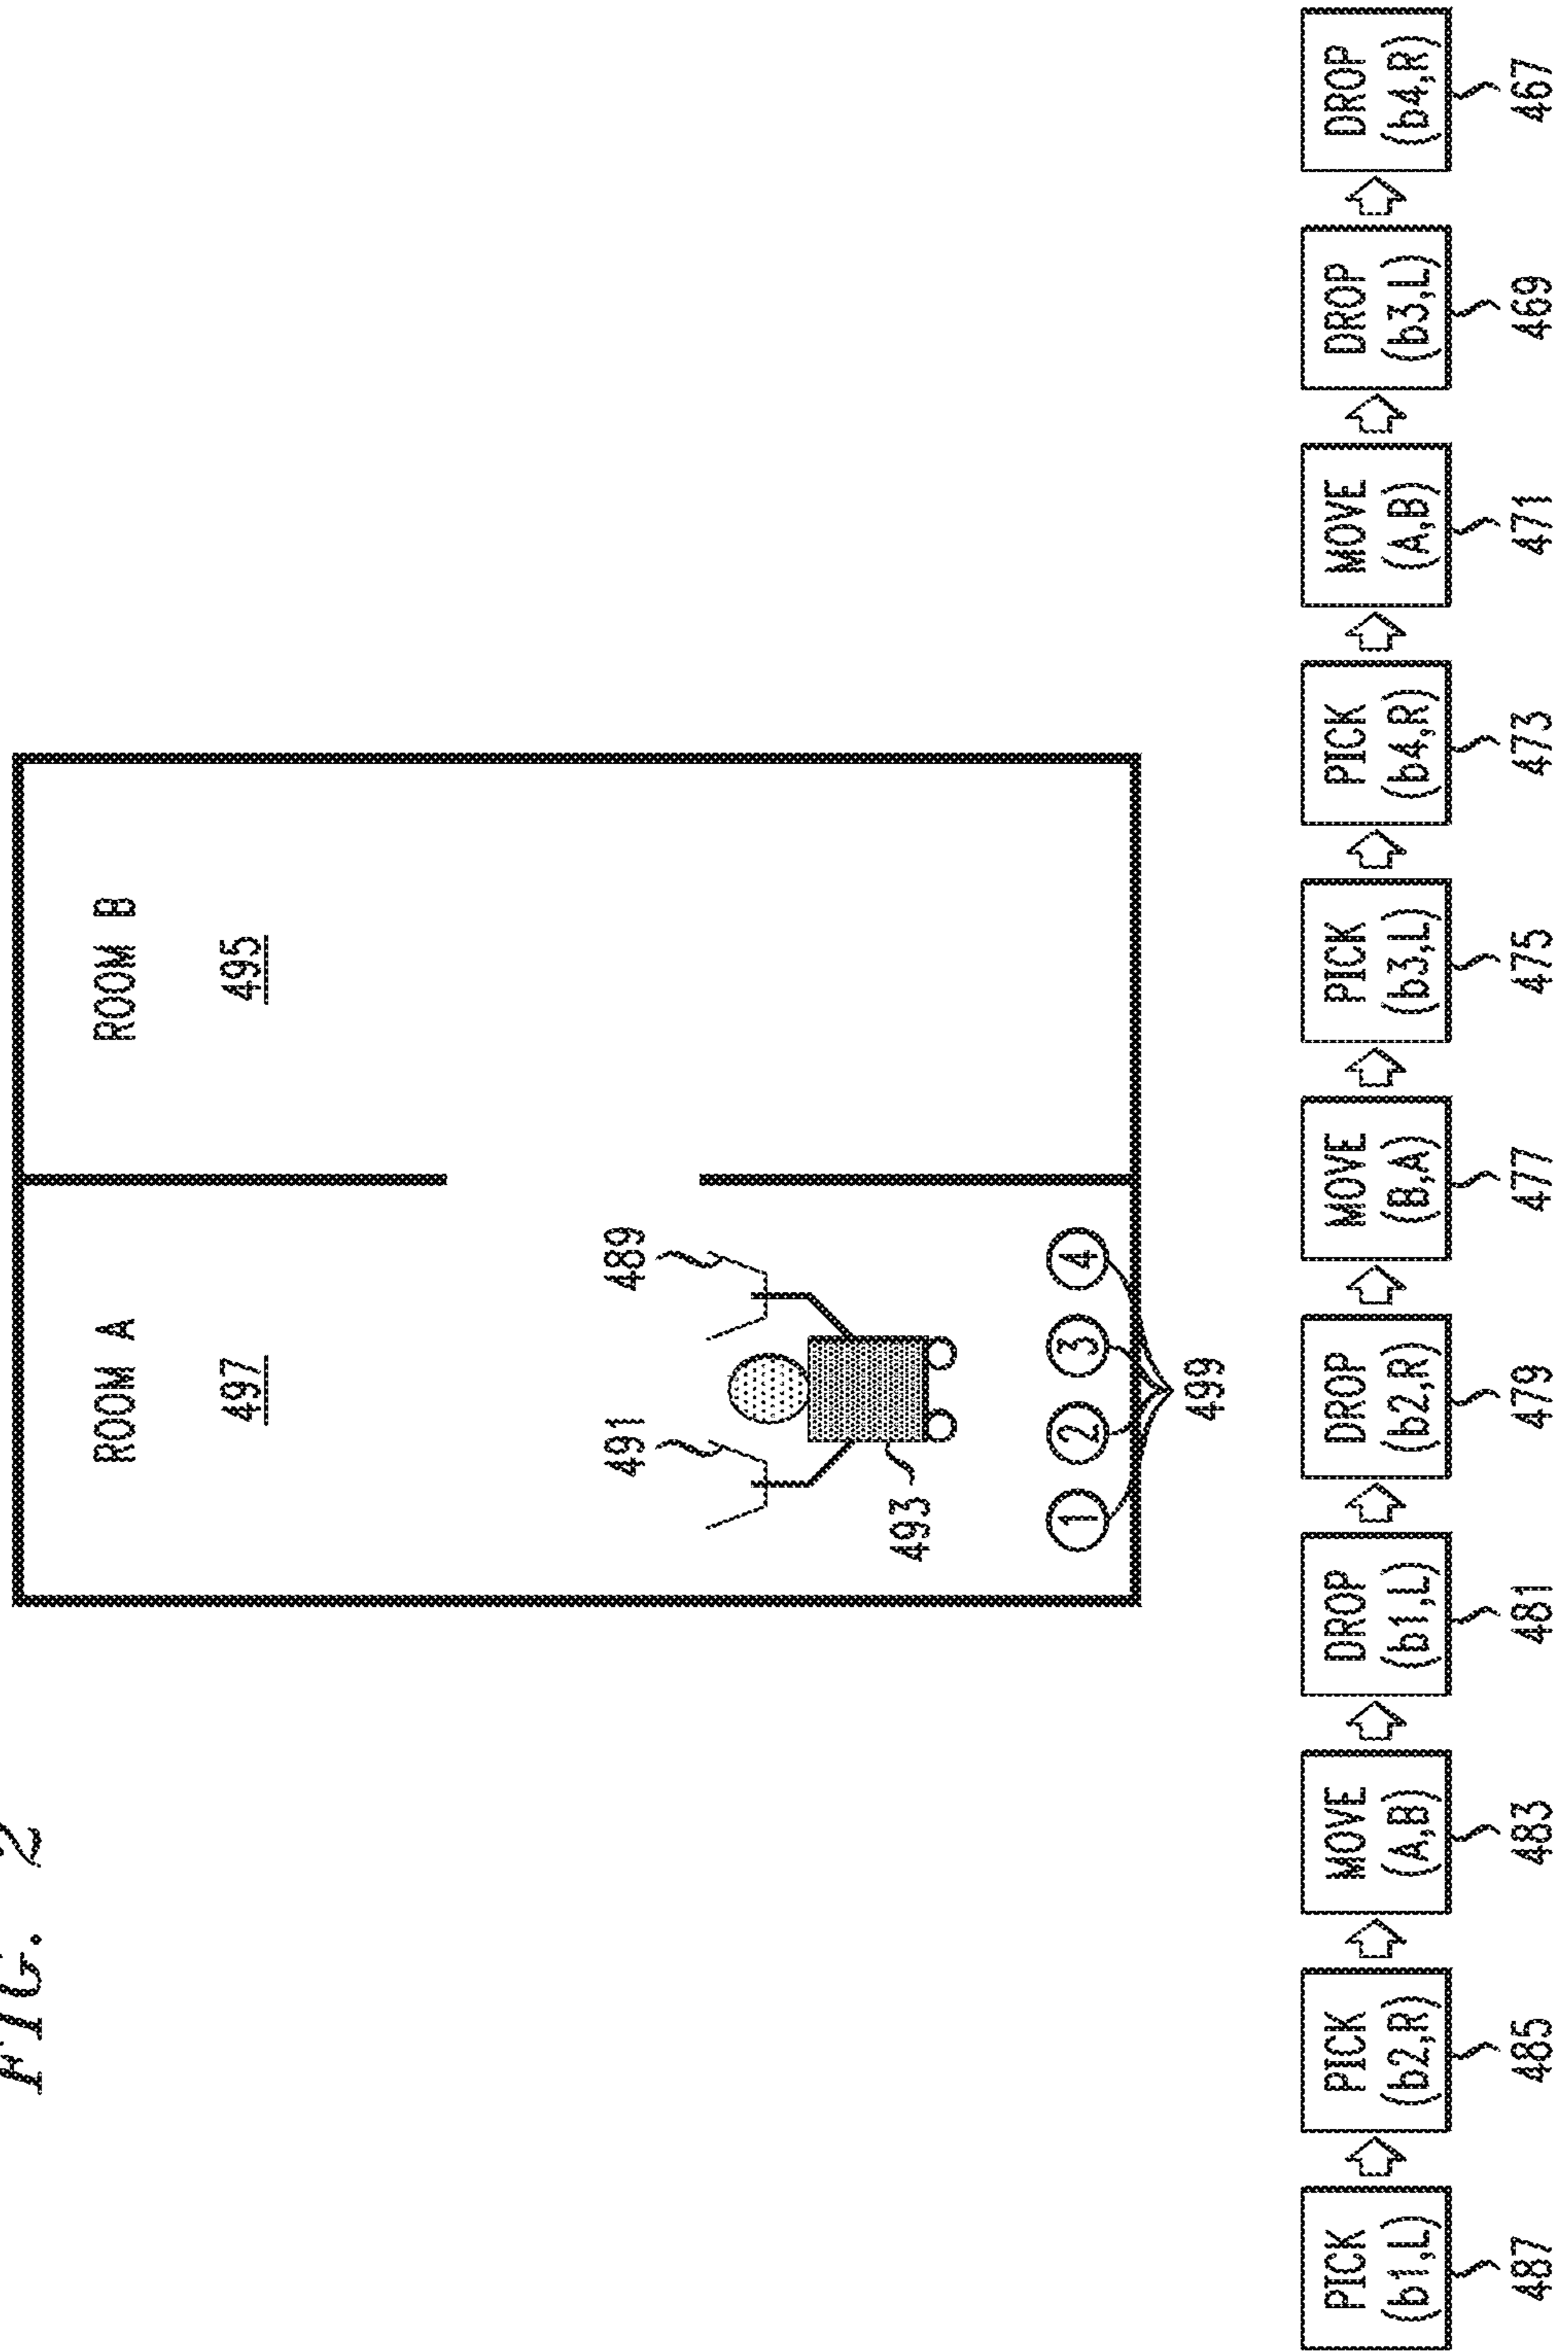 FIG. 2
ROOM A
ROOM B
497
495
491
489
493
1
2
3
4
499
PICK
(b1,L)
PICK
(b2,R)
MOVE
(A,B)
DROP
(b1,L)
DROP
(b2,R)
MOVE
(B,A)
PICK
(b3,L)
PICK
(b4,R)
MOVE
(A,B)
DROP
(b3,L)
DROP
(b4,R)
487
485
483
481
479
477
475
473
471
469
467